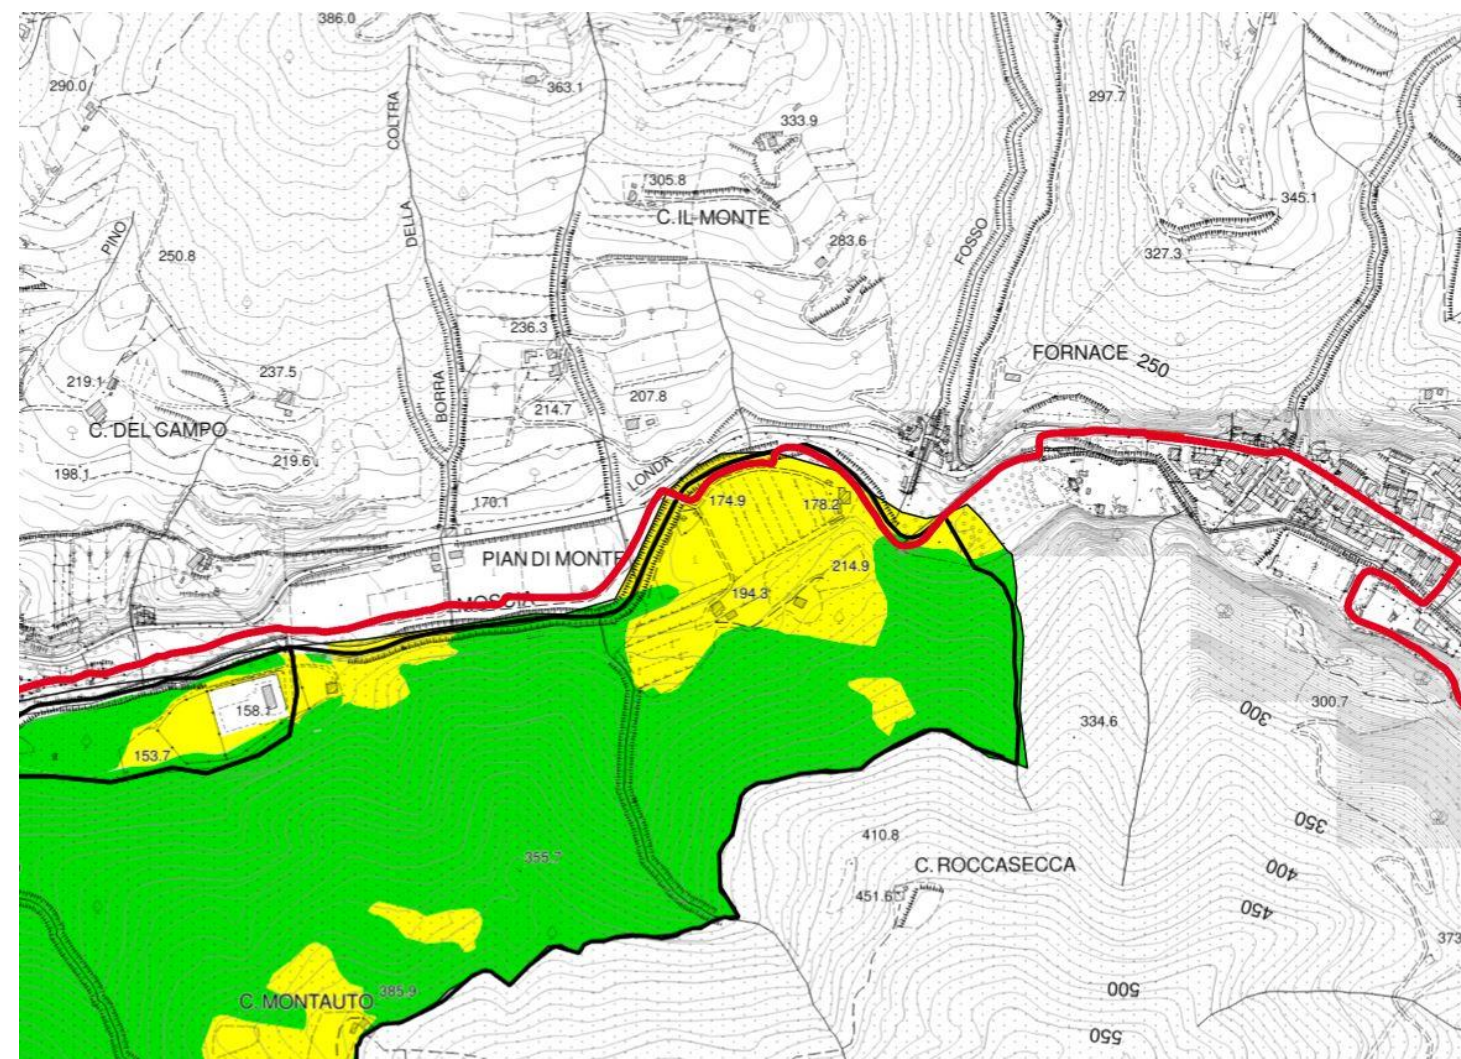 386.0
290.0
363.1
297.7
COLTRA
333.9
305.8
345.1
C. IL MONTE
DELLA
PINO
283.6
FOSSO
327.3
250.8
236.3
FORNACE
250
219.1
237.5
214.7
207.8
BORRA
C. DEL CAMPO
219.6
LONDA
198.1
170.1
174.9
178.2
PIAN DI MONTE
214.9
194.3
MOSCIA
158.1
300
300.7
334.6
153.7
350
410.8
355.7
C. ROCCASECCA
400
451.6
450
373
385.9
C. MONTAUTO
500
550